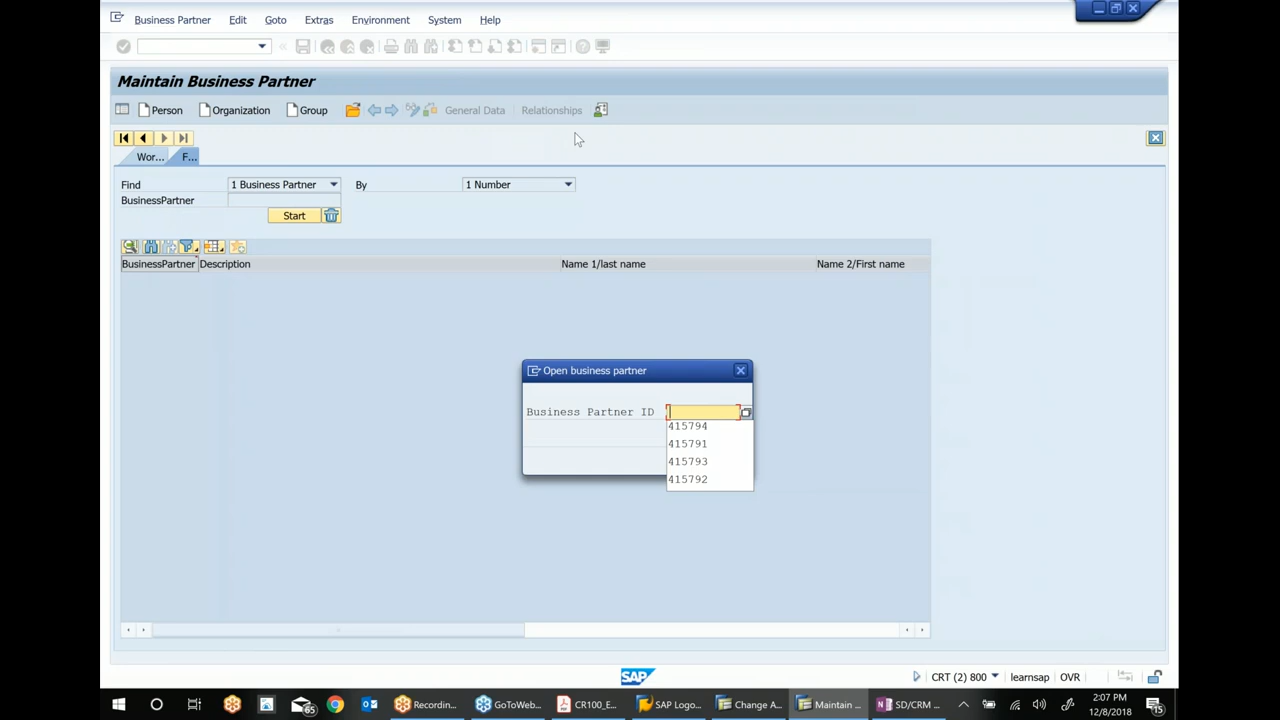 Business Partner Edit Goto Extras Environment System Help
Maintain Business Partner
Person Organization Group General Data Relationships
Wor... F...
Find 1 Business Partner By 1 Number
BusinessPartner
Start
BusinessPartner Description Name 1/last name Name 2/First name
Open business partner
Business Partner ID
415794
415791
415793
415792
SAP
CRT (2) 800 learnsap OVR
65 Recordin... GoToWeb... CR100_E... SAP Logo... Change A... Maintain ... SD/CRM ... 2:07 PM
12/8/2018 15